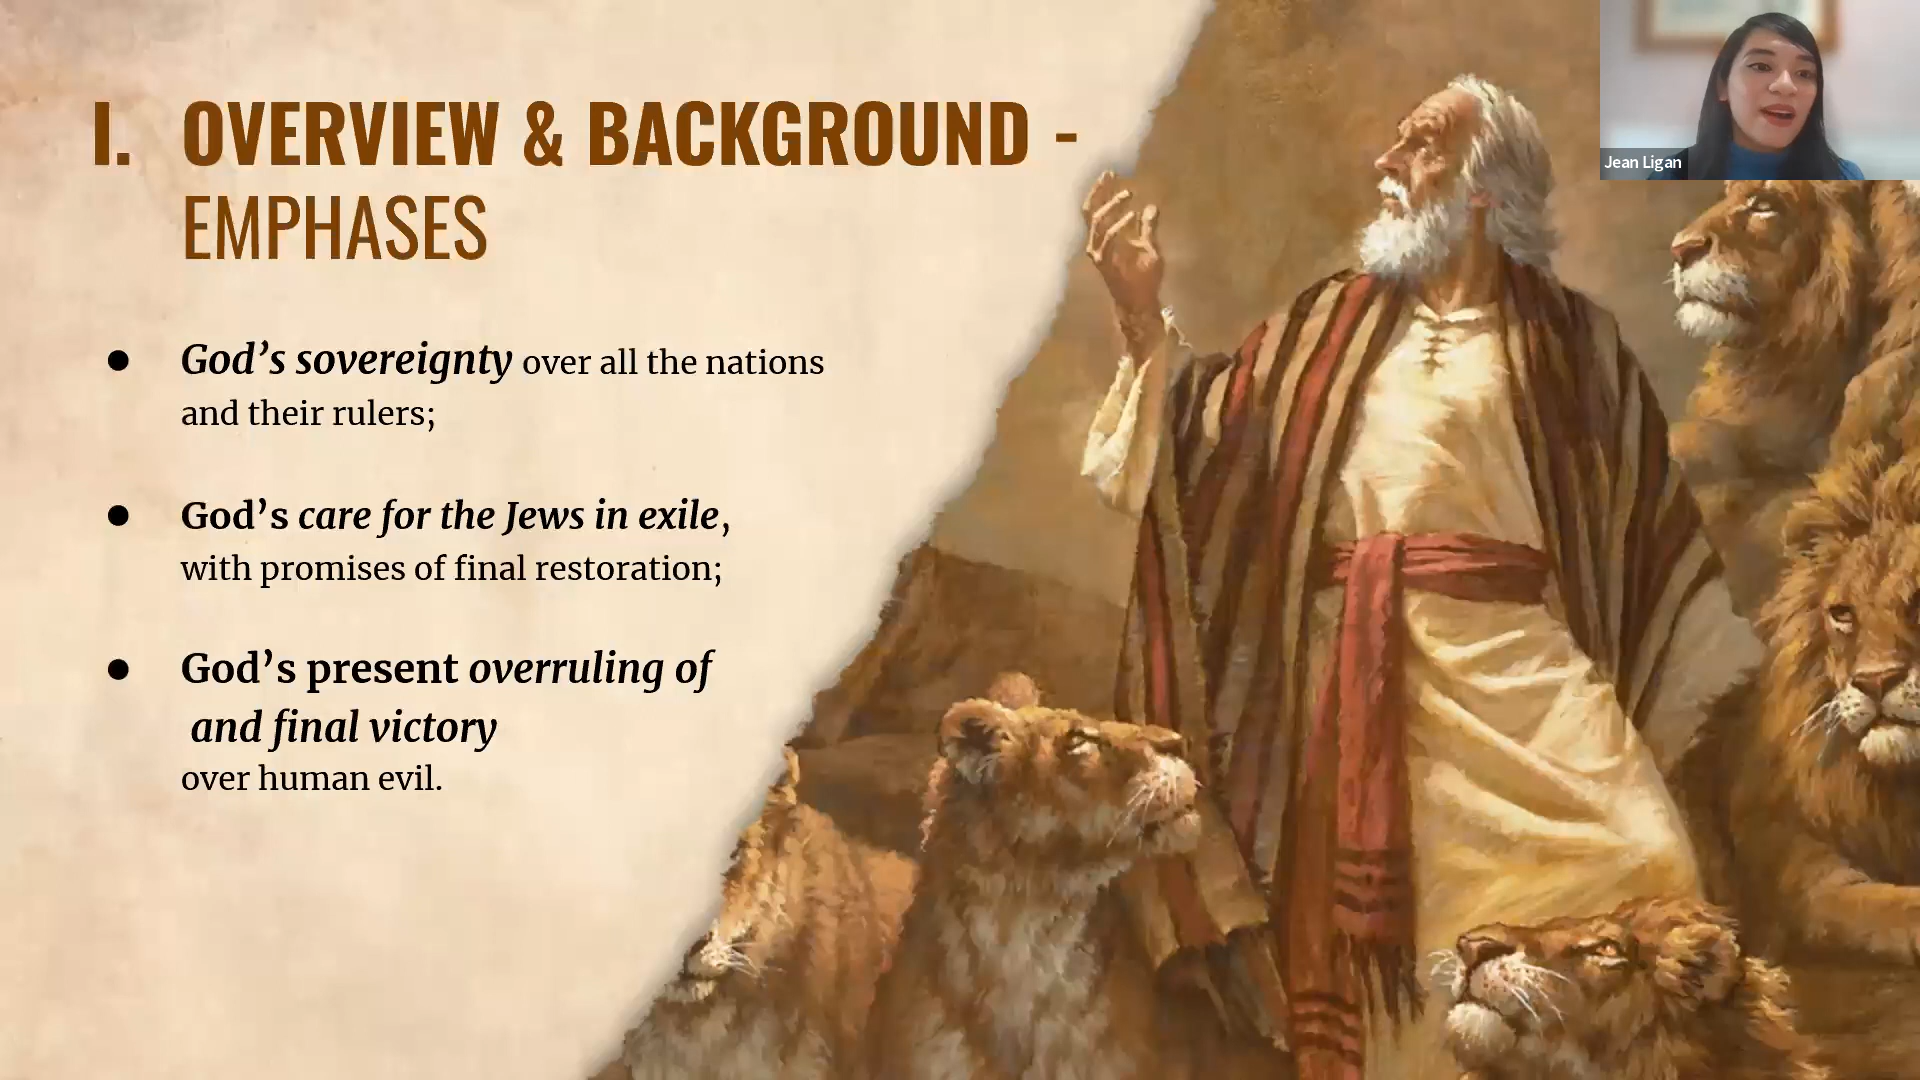 I. OVERVIEW & BACKGROUND -
EMPHASES
Jean Ligan
● God’s sovereignty over all the nations
and their rulers;
● God’s care for the Jews in exile,
with promises of final restoration;
● God’s present overruling of
and final victory
over human evil.